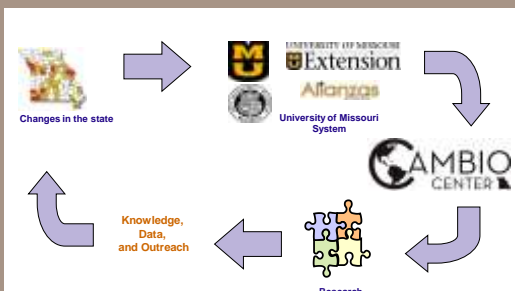 Changes in the state
UNIVERSITY OF MISSOURI
Extension
Alianzas
University of Missouri
System
CAMBIO
CENTER
Research
Knowledge,
Data,
and Outreach